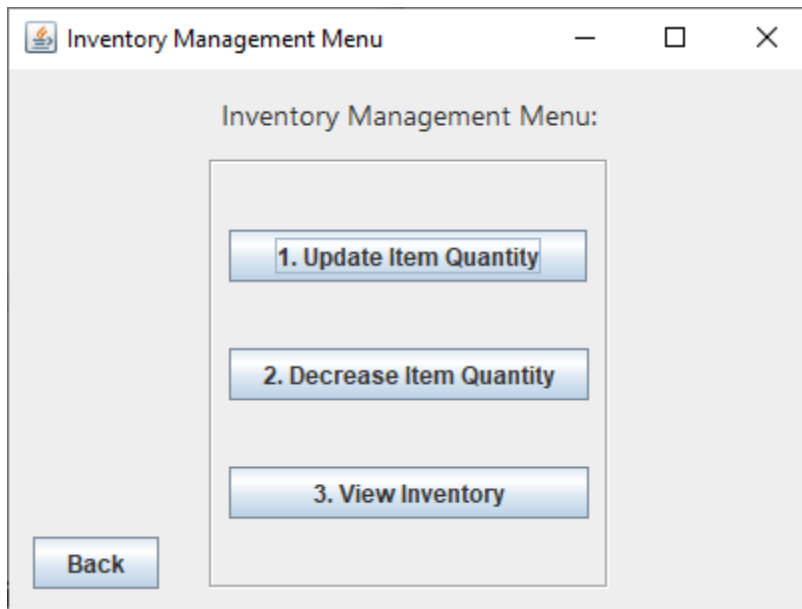 Inventory Management Menu
Inventory Management Menu:
1. Update Item Quantity
2. Decrease Item Quantity
3. View Inventory
Back